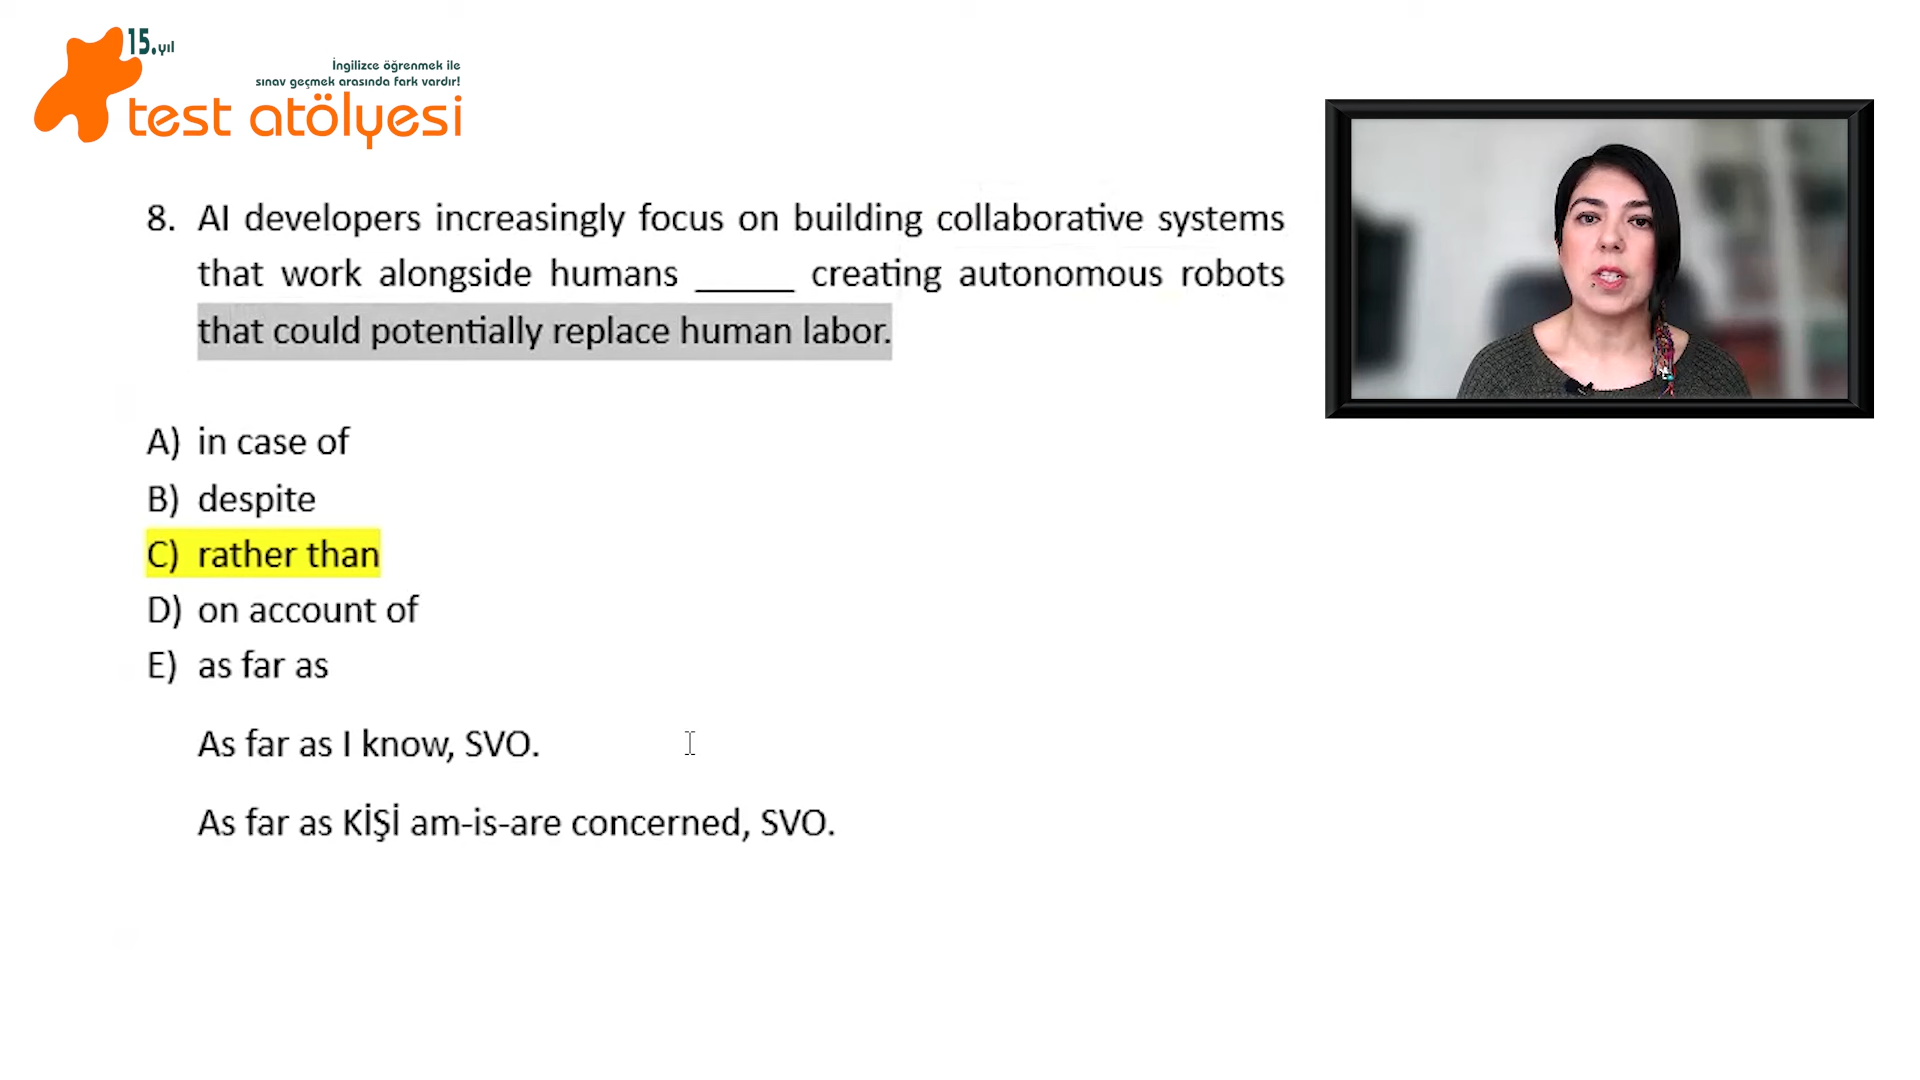 15.yıl
İngilizce öğrenmek ile
sınav geçmek arasında fark vardır!
test atölyesi
8. AI developers increasingly focus on building collaborative systems
that work alongside humans _____ creating autonomous robots
that could potentially replace human labor.
A) in case of
B) despite
C) rather than
D) on account of
E) as far as
As far as I know, SVO.
As far as KİŞİ am-is-are concerned, SVO.